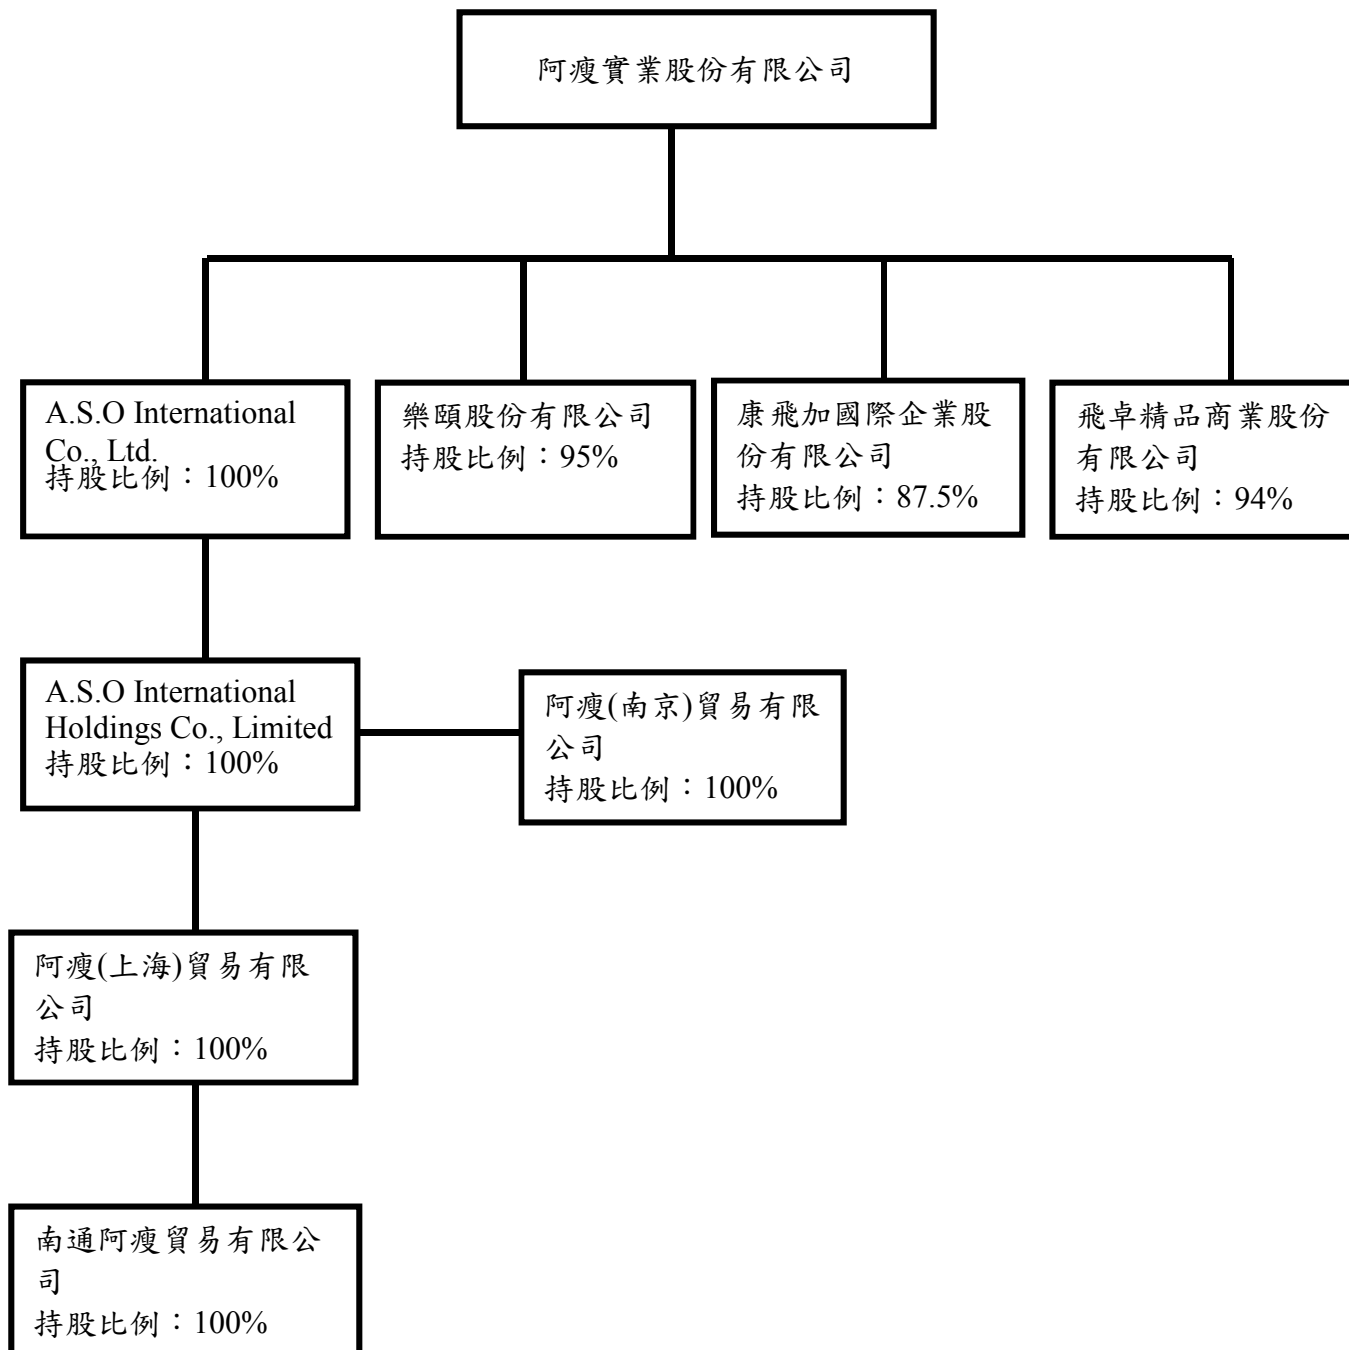 阿瘦實業股份有限公司
A.S.O International
Co., Ltd.
持股比例：100%
樂頤股份有限公司
持股比例：95%
康飛加國際企業股
份有限公司
持股比例：87.5%
飛卓精品商業股份
有限公司
持股比例：94%
A.S.O International
Holdings Co., Limited
持股比例：100%
阿瘦(南京)貿易有限
公司
持股比例：100%
阿瘦(上海)貿易有限
公司
持股比例：100%
南通阿瘦貿易有限公
司
持股比例：100%